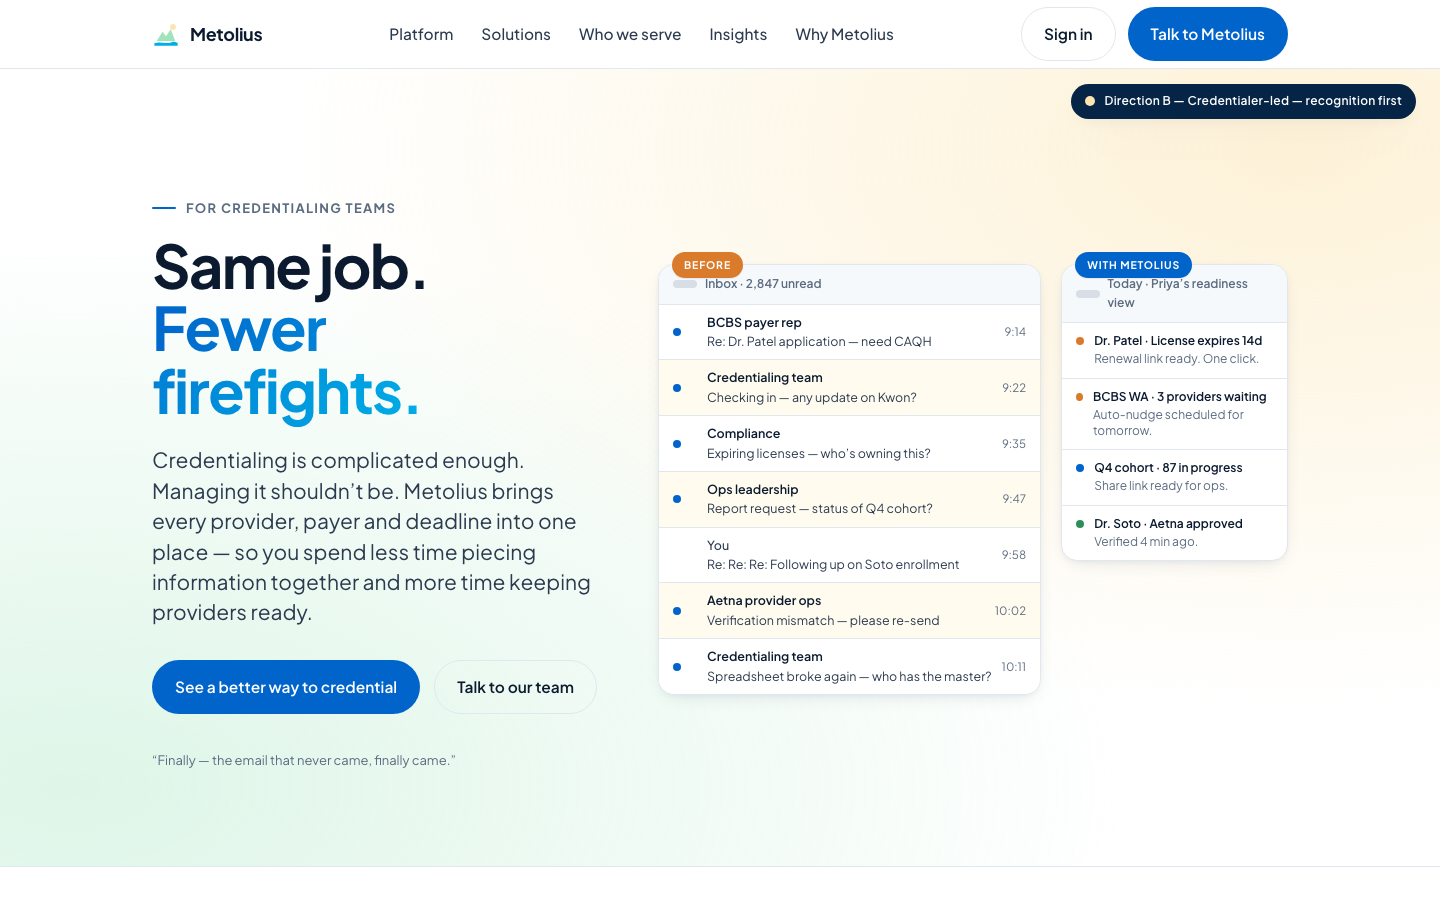 Metolius
Platform
Solutions
Who we serve
Insights
Why Metolius
Sign in
Talk to Metolius
Direction B — Credentialer-led — recognition first
FOR CREDENTIALING TEAMS
Same job.
Fewer
firefights.
Credentialing is complicated enough.
Managing it shouldn’t be. Metolius brings
every provider, payer and deadline into one
place — so you spend less time piecing
information together and more time keeping
providers ready.
See a better way to credential
Talk to our team
“Finally — the email that never came, finally came.”
BEFORE
Inbox · 2,847 unread
BCBS payer rep
Re: Dr. Patel application — need CAQH
9:14
Credentialing team
Checking in — any update on Kwon?
9:22
Compliance
Expiring licenses — who’s owning this?
9:35
Ops leadership
Report request — status of Q4 cohort?
9:47
You
Re: Re: Re: Following up on Soto enrollment
9:58
Aetna provider ops
Verification mismatch — please re-send
10:02
Credentialing team
Spreadsheet broke again — who has the master?
10:11
WITH METOLIUS
Today · Priya’s readiness
view
Dr. Patel · License expires 14d
Renewal link ready. One click.
BCBS WA · 3 providers waiting
Auto-nudge scheduled for
tomorrow.
Q4 cohort · 87 in progress
Share link ready for ops.
Dr. Soto · Aetna approved
Verified 4 min ago.